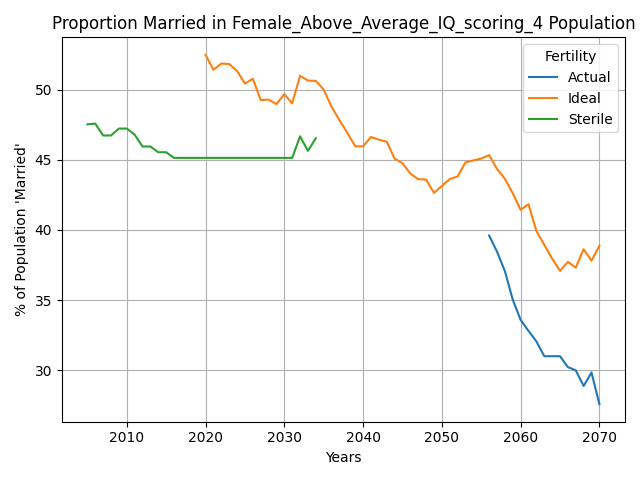 Proportion Married in Female_Above_Average_IQ_scoring_4 Population
Fertility
Actual
Ideal
Sterile
% of Population 'Married'
50
45
40
35
30
2010
2020
2030
2040
2050
2060
2070
Years